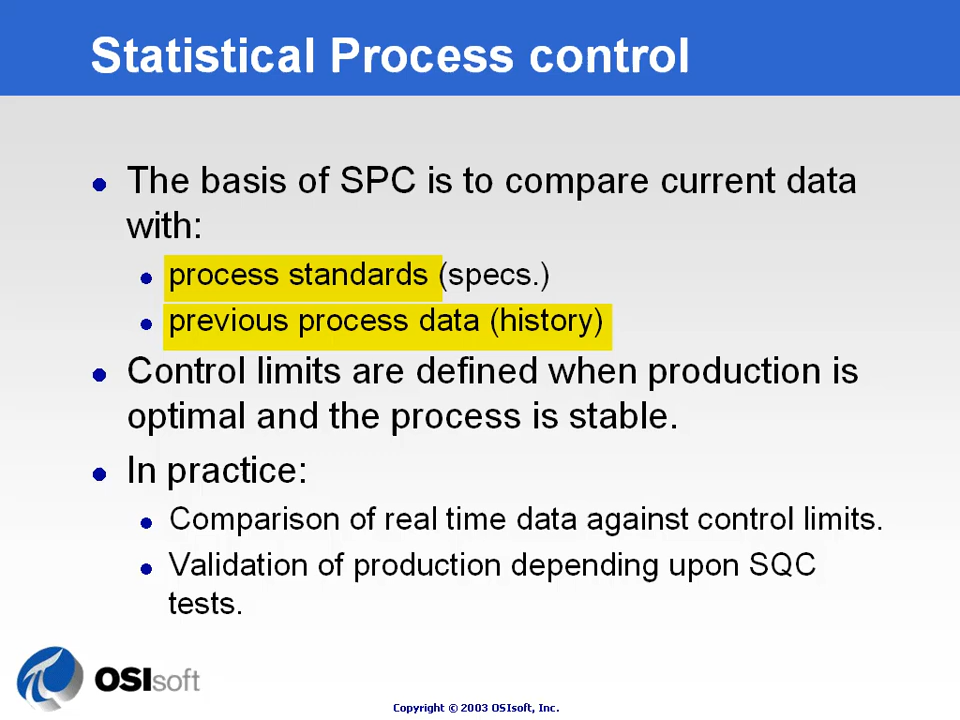 Statistical Process control
The basis of SPC is to compare current data
with:
process standards (specs.)
previous process data (history)
Control limits are defined when production is
optimal and the process is stable.
In practice:
Comparison of real time data against control limits.
Validation of production depending upon SQC
tests.
OSIsoft
Copyright © 2003 OSIsoft, Inc.